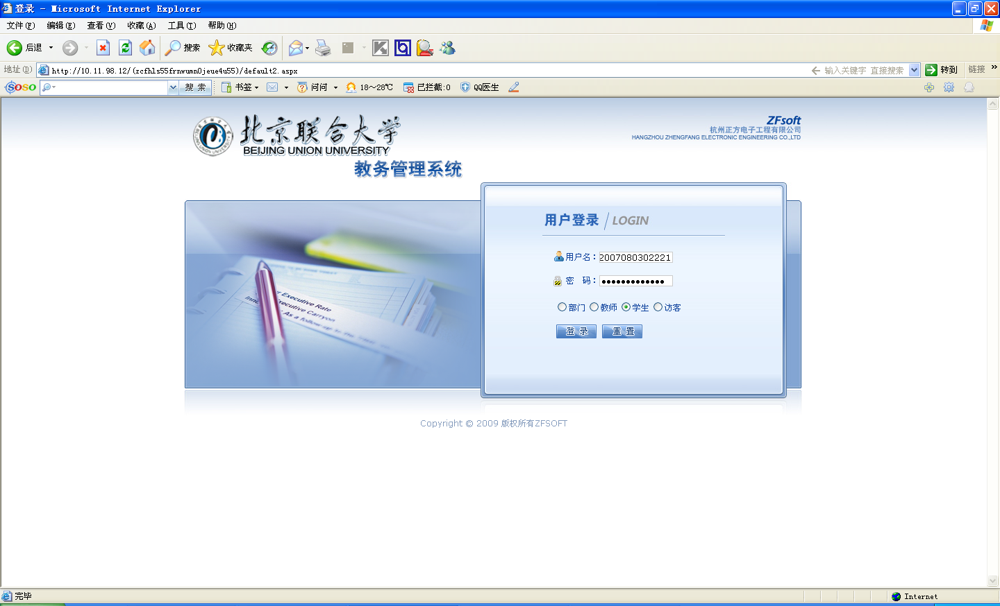 登录 - Microsoft Internet Explorer
文件(F) 编辑(E) 查看(V) 收藏(A) 工具(T) 帮助(H)
后退 搜索 收藏夹
地址(D) http://10.11.98.12/(zcfhls55frnwumn0jeue4u55)/default2.aspx 输入关键字 直接搜索 转到 链接 »
SOSO 搜 索 书签 问问 18~28℃ 已拦截:0 QQ医生
北京联合大学
BEIJING UNION UNIVERSITY
教务管理系统
ZFsoft
杭州正方电子工程有限公司
HANGZHOU ZHENGFANG ELECTRONIC ENGINEERING CO.,LTD
用户登录 / LOGIN
用户名: 2007080302221
密 码: •••••••••••••
部门 教师 学生 访客
登 录 重 置
Executive Rate
Executive Carryon
As a follow-up to the
Copyright © 2009 版权所有ZFSOFT
完毕 Internet